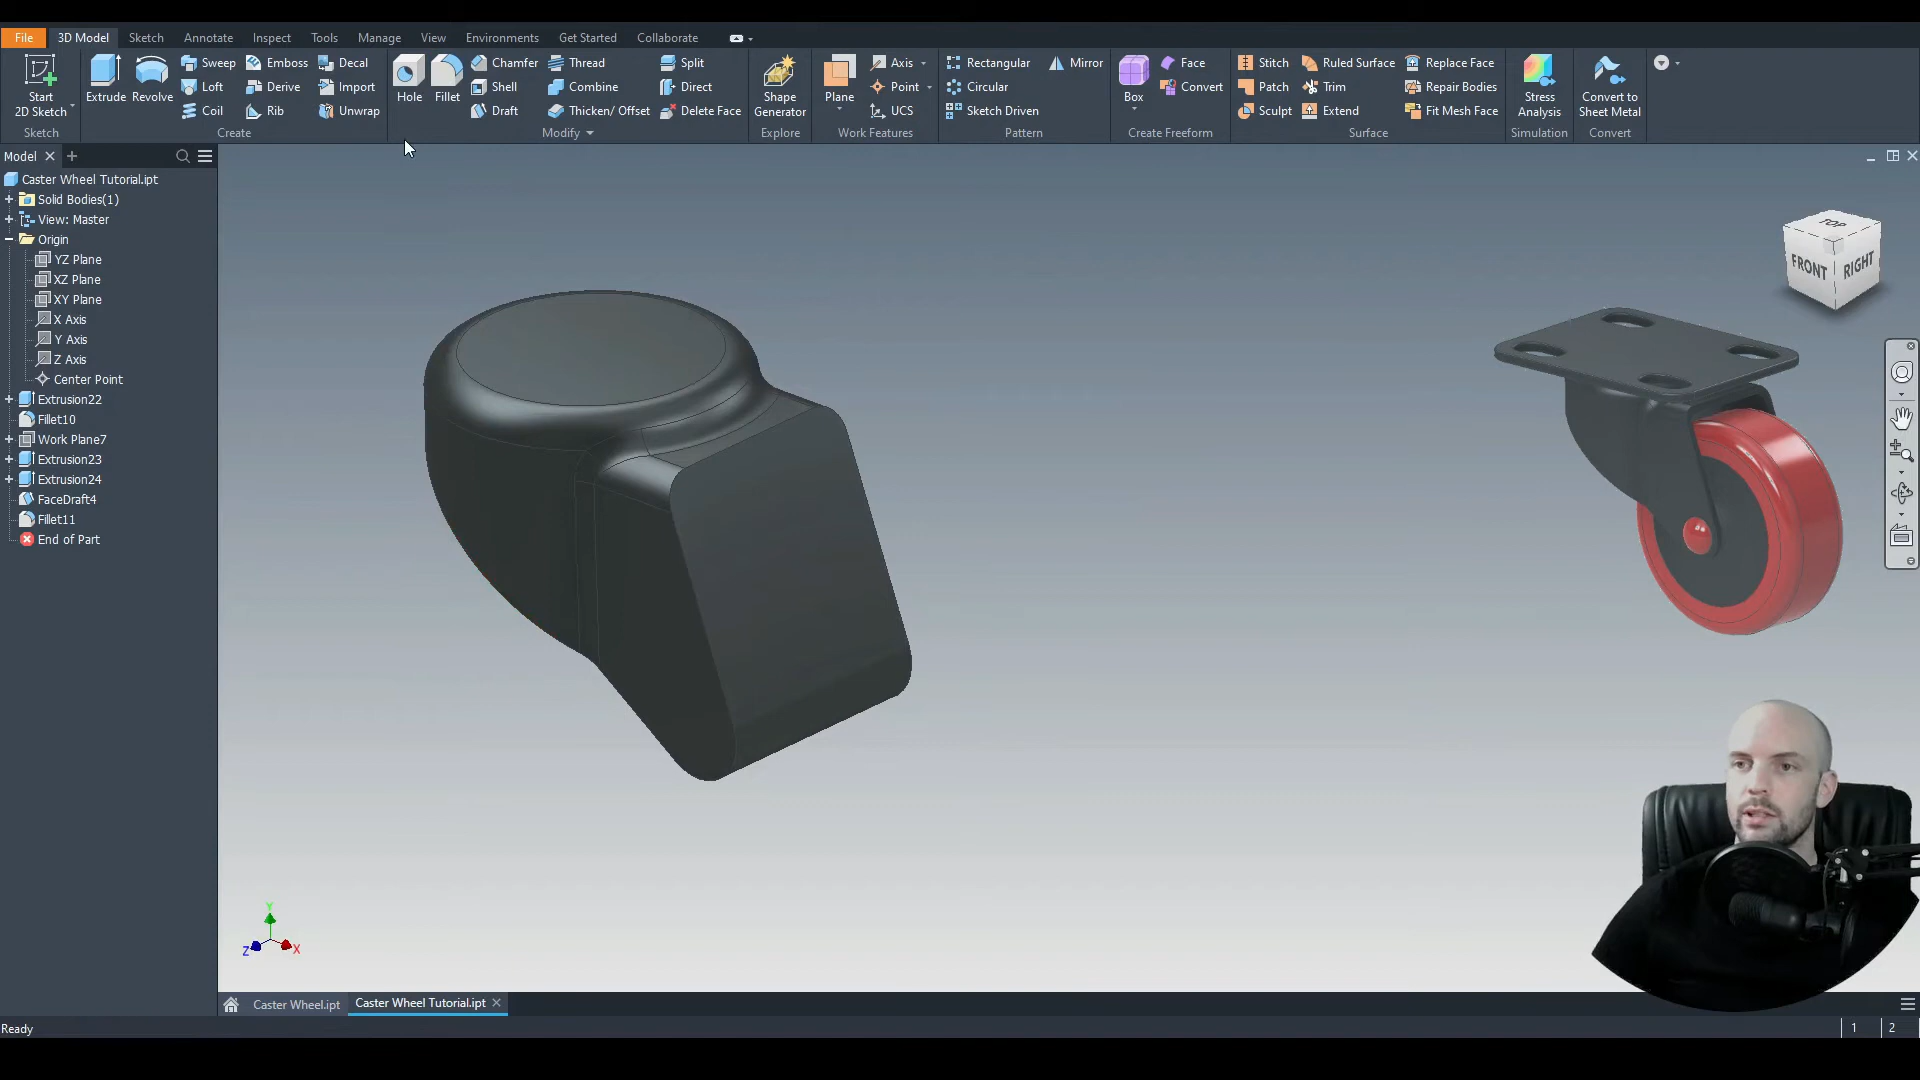 File 3D Model Sketch Annotate Inspect Tools Manage View Environments Get Started Collaborate
Start
2D Sketch
Extrude
Revolve
Sweep
Loft
Coil
Emboss
Derive
Rib
Decal
Import
Unwrap
Hole
Fillet
Chamfer
Shell
Draft
Thread
Combine
Thicken/ Offset
Split
Direct
Delete Face
Shape
Generator
Plane
Axis
Point
UCS
Rectangular
Circular
Sketch Driven
Mirror
Box
Face
Convert
Stitch
Patch
Sculpt
Ruled Surface
Trim
Extend
Replace Face
Repair Bodies
Fit Mesh Face
Stress
Analysis
Convert to
Sheet Metal
Sketch Create Modify Explore Work Features Pattern Create Freeform Surface Simulation Convert
Model
Caster Wheel Tutorial.ipt
Solid Bodies(1)
View: Master
Origin
YZ Plane
XZ Plane
XY Plane
X Axis
Y Axis
Z Axis
Center Point
Extrusion22
Fillet10
Work Plane7
Extrusion23
Extrusion24
FaceDraft4
Fillet11
End of Part
TOP
FRONT
RIGHT
Y
Z
X
Caster Wheel.ipt
Caster Wheel Tutorial.ipt
Ready
1 2